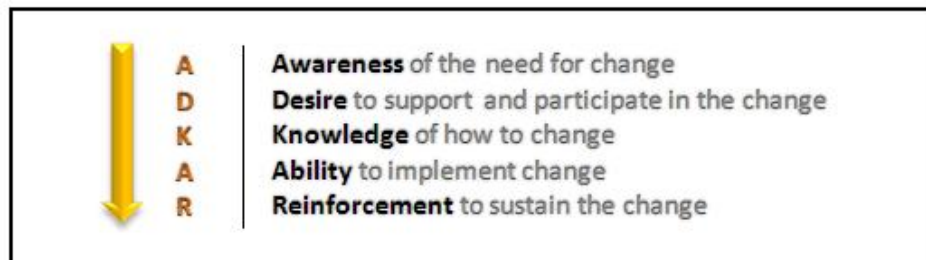 A Awareness of the need for change
D Desire to support and participate in the change
K Knowledge of how to change
A Ability to implement change
R Reinforcement to sustain the change